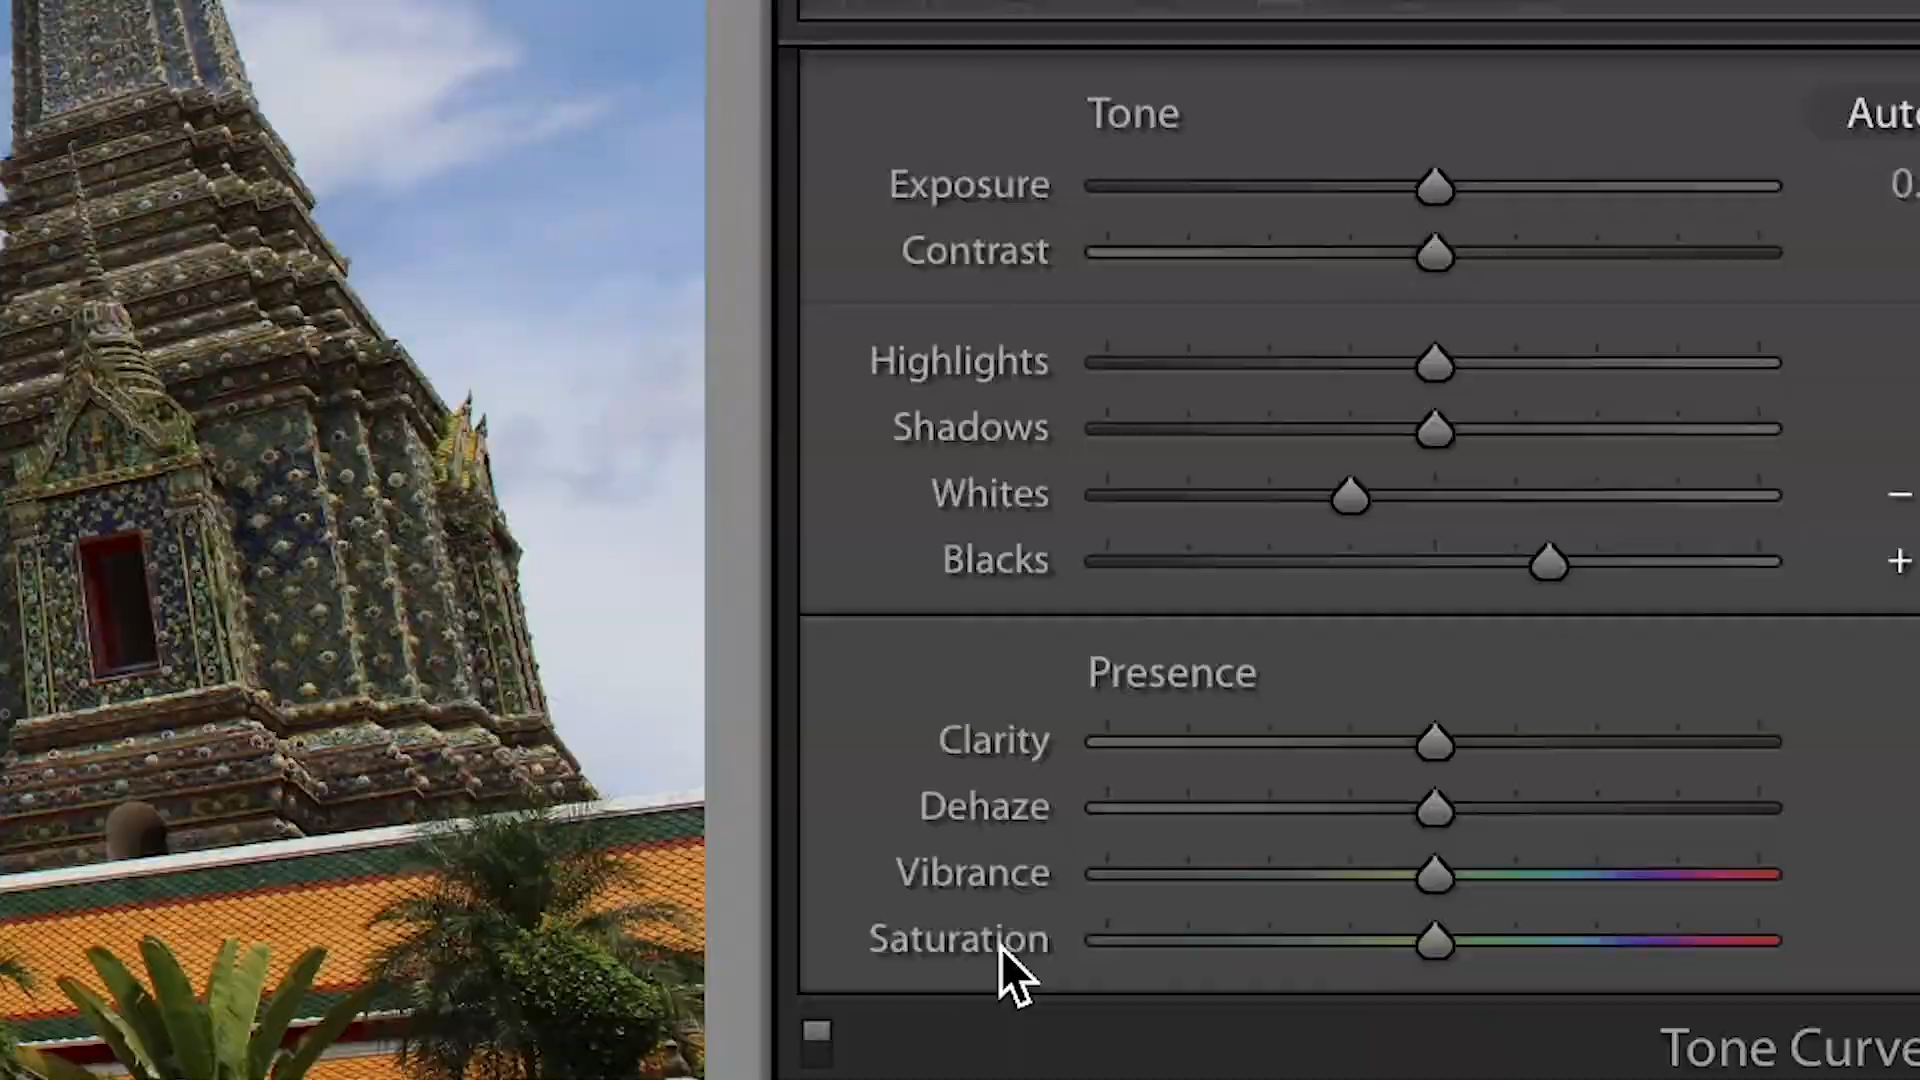 Tone Auto
Exposure 0.
Contrast
Highlights
Shadows
Whites −
Blacks +
Presence
Clarity
Dehaze
Vibrance
Saturation
Tone Curve